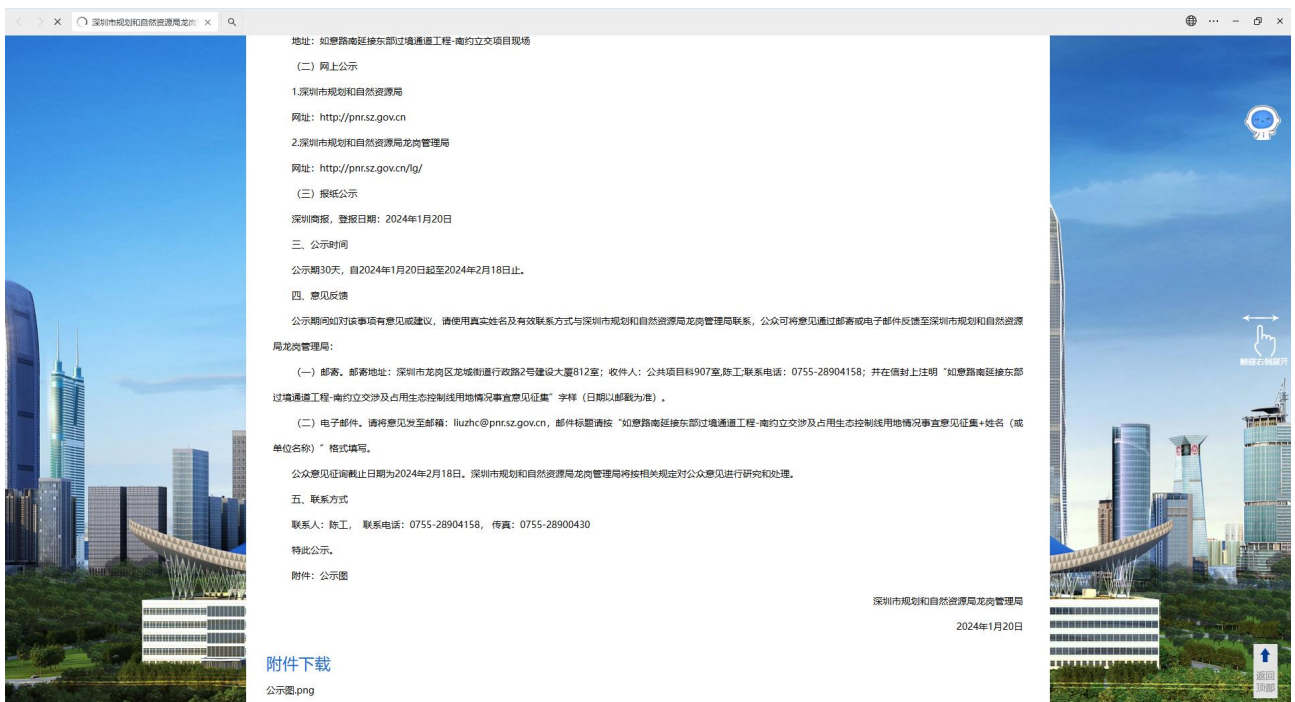 深圳市规划和自然资源局龙岗
地址：如意路南延接东部过境通道工程-南约立交项目现场
（二）网上公示
1.深圳市规划和自然资源局
网址：http://pnr.sz.gov.cn
2.深圳市规划和自然资源局龙岗管理局
网址：http://pnr.sz.gov.cn/lg/
（三）报纸公示
深圳商报，登报日期：2024年1月20日
三、公示时间
公示期30天，自2024年1月20日起至2024年2月18日止。
四、意见反馈
公示期间如对该事项有意见或建议，请使用真实姓名及有效联系方式与深圳市规划和自然资源局龙岗管理局联系，公众可将意见通过邮寄或电子邮件反馈至深圳市规划和自然资源
局龙岗管理局：
（一）邮寄。邮寄地址：深圳市龙岗区龙城街道行政路2号建设大厦812室；收件人：公共项目科907室,陈工;联系电话：0755-28904158；并在信封上注明“如意路南延接东部
过境通道工程-南约立交涉及占用生态控制线用地情况事宜意见征集”字样（日期以邮戳为准）。
（二）电子邮件。请将意见发至邮箱：liuzhc@pnr.sz.gov.cn，邮件标题请按“如意路南延接东部过境通道工程-南约立交涉及占用生态控制线用地情况事宜意见征集+姓名（或
单位名称）”格式填写。
公众意见征询截止日期为2024年2月18日。深圳市规划和自然资源局龙岗管理局将按相关规定对公众意见进行研究和处理。
五、联系方式
联系人：陈工， 联系电话：0755-28904158，传真：0755-28900430
特此公示。
附件：公示图
深圳市规划和自然资源局龙岗管理局
2024年1月20日
附件下载
公示图.png
触碰右侧展开
返回
顶部